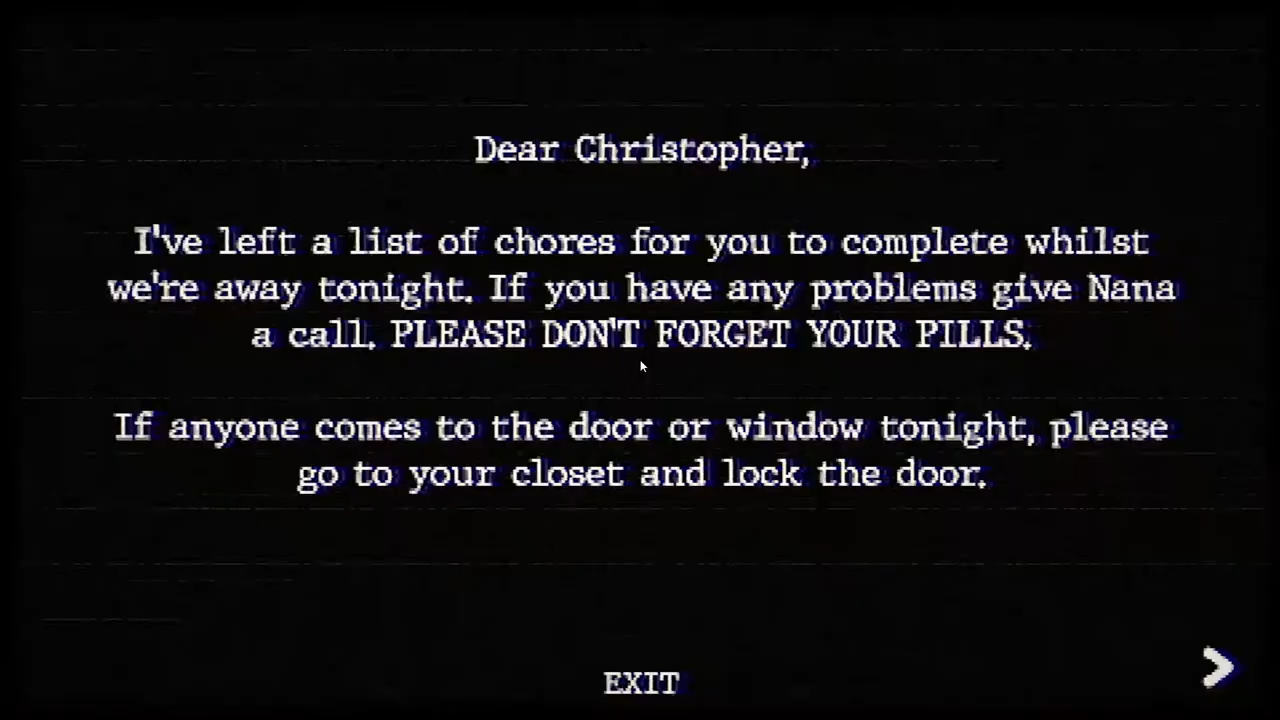 Dear Christopher,
I've left a list of chores for you to complete whilst
we're away tonight. If you have any problems give Nana
a call. PLEASE DON'T FORGET YOUR PILLS.
If anyone comes to the door or window tonight, please
go to your closet and lock the door.
EXIT